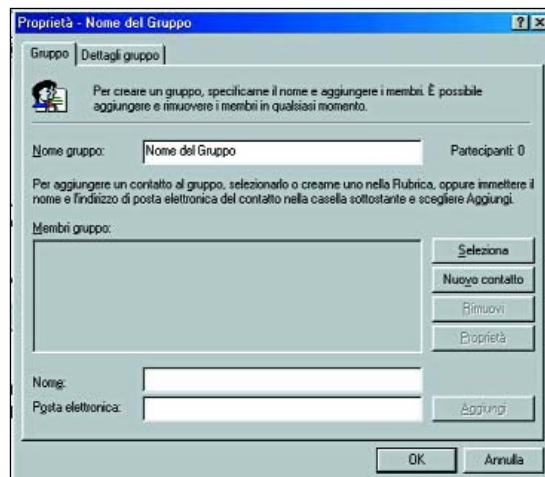 Proprietà - Nome del Gruppo
Gruppo
Dettagli gruppo
Per creare un gruppo, specificarne il nome e aggiungere i membri. È possibile
aggiungere e rimuovere i membri in qualsiasi momento.
Nome gruppo:
Nome del Gruppo
Partecipanti: 0
Per aggiungere un contatto al gruppo, selezionarlo o crearne uno nella Rubrica, oppure immettere il
nome e l'indirizzo di posta elettronica del contatto nella casella sottostante e scegliere Aggiungi.
Membri gruppo:
Seleziona
Nuovo contatto
Rimuovi
Proprietà
Nome:
Posta elettronica:
Aggiungi
OK
Annulla